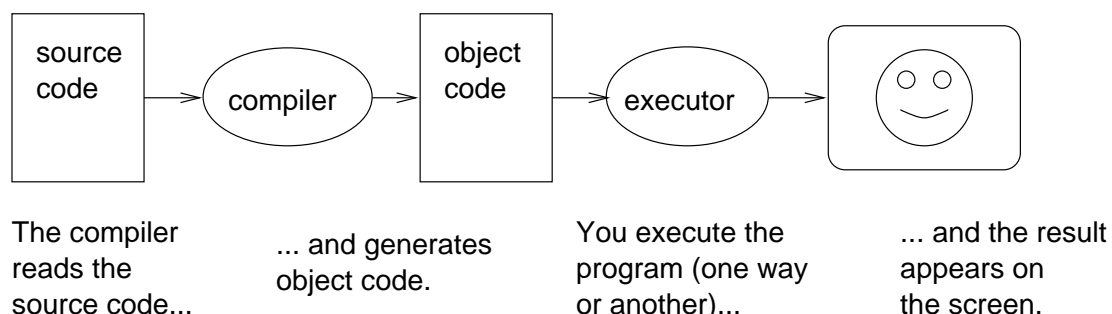 source
code
compiler
object
code
executor
The compiler
reads the
source code...
... and generates
object code.
You execute the
program (one way
or another)...
... and the result
appears on
the screen.